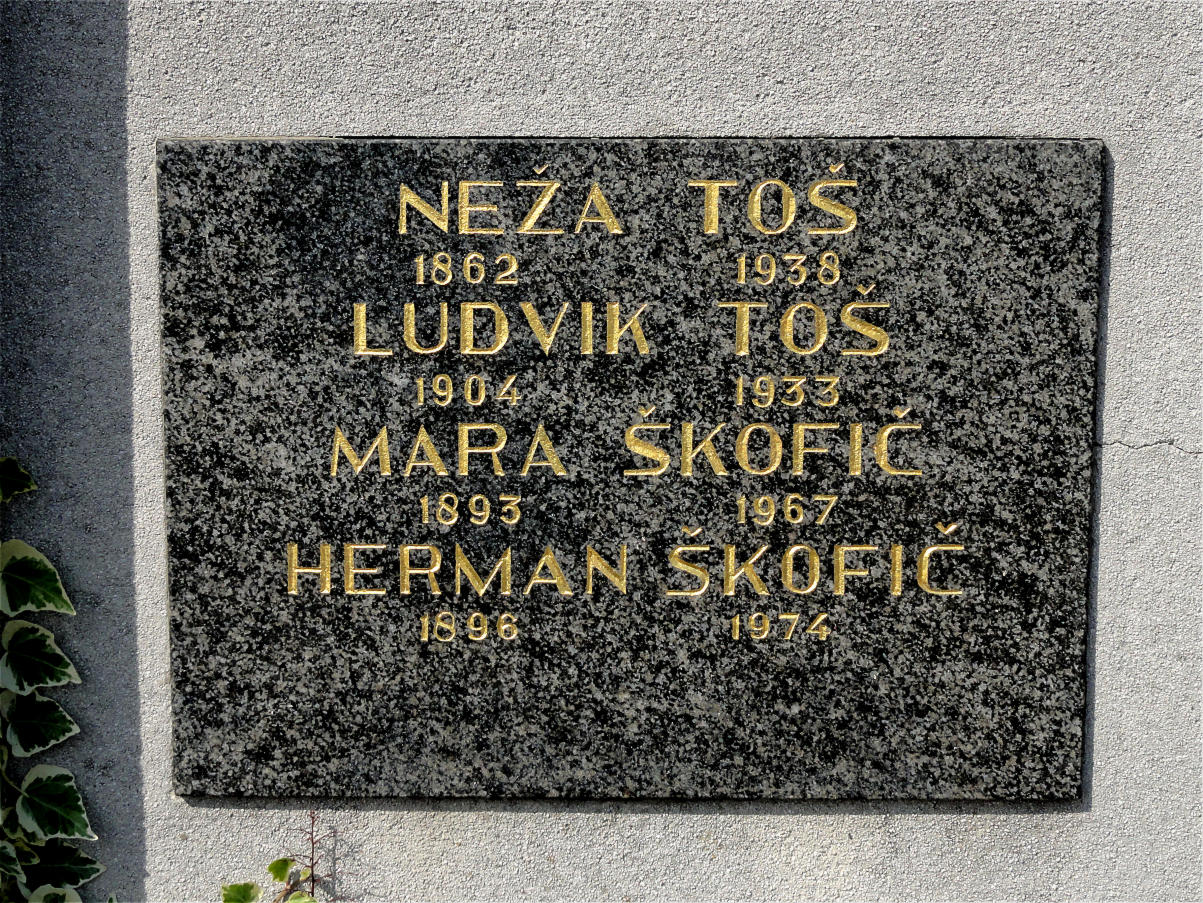 NEŽA TOŠ
1862 1938
LUDVIK TOŠ
1904 1933
MARA ŠKOFIČ
1893 1967
HERMAN ŠKOFIČ
1896 1974